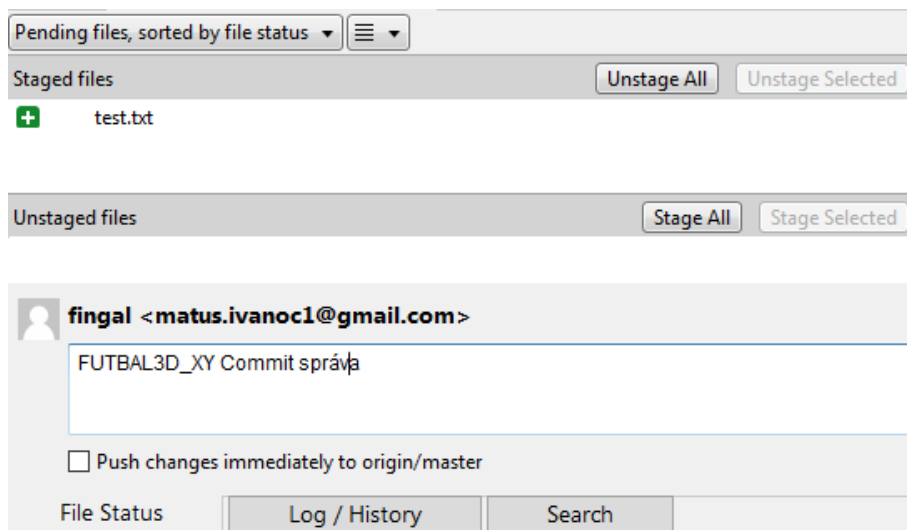 Pending files, sorted by file status
Staged files Unstage All Unstage Selected
test.txt
Unstaged files Stage All Stage Selected
fingal <matus.ivanoc1@gmail.com>
FUTBAL3D_XY Commit správa
Push changes immediately to origin/master
File Status Log / History Search